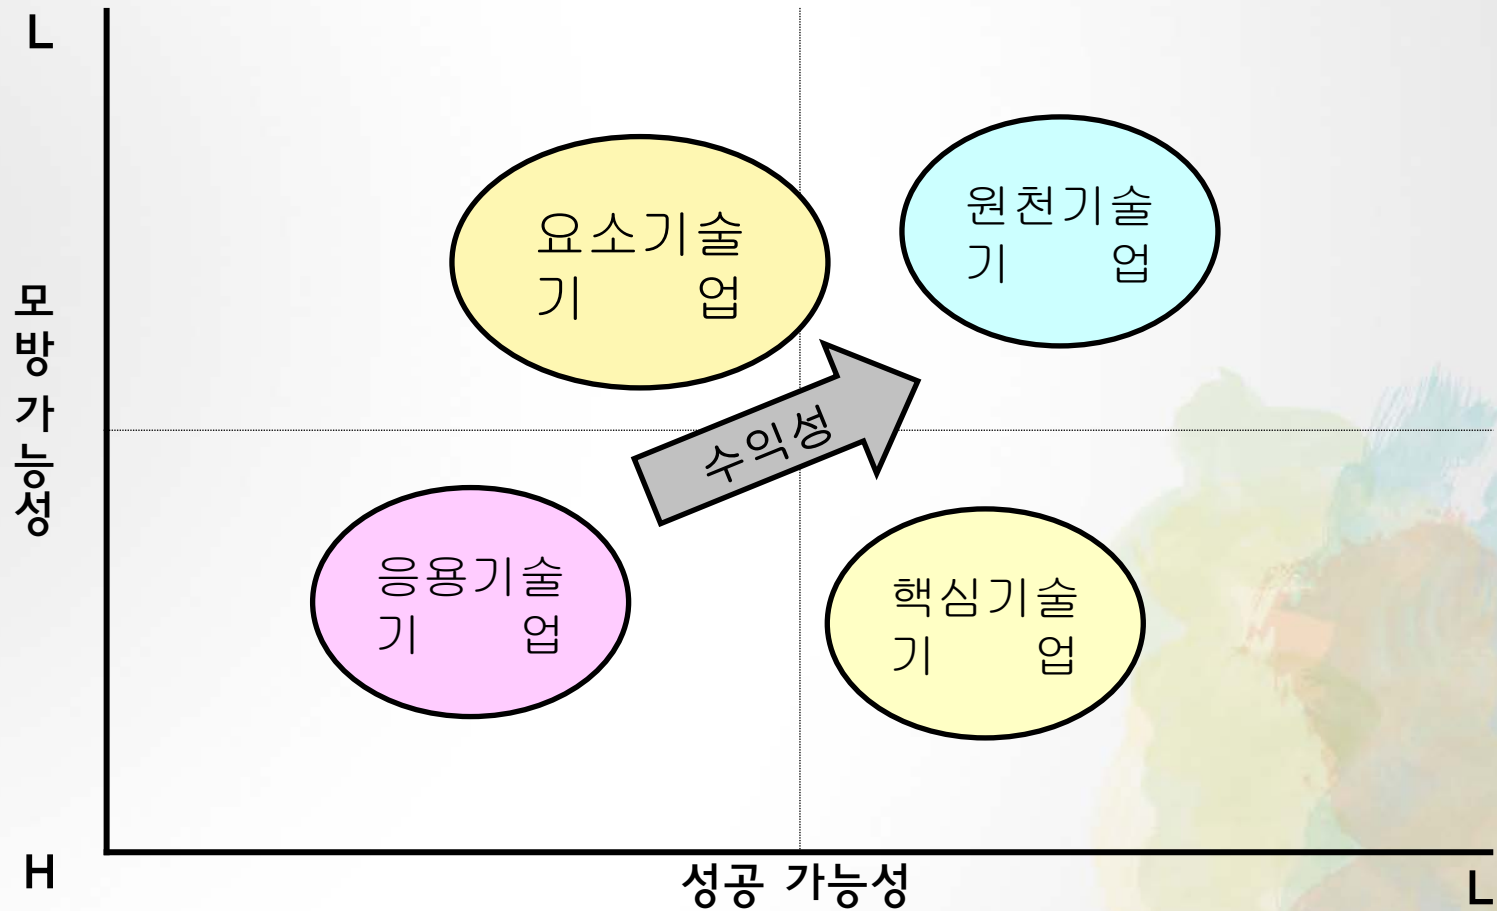 L
요소기술
기 업
원천기술
기 업
모방 가능성
수익성
응용기술
기 업
핵심기술
기 업
H
성공 가능성
L